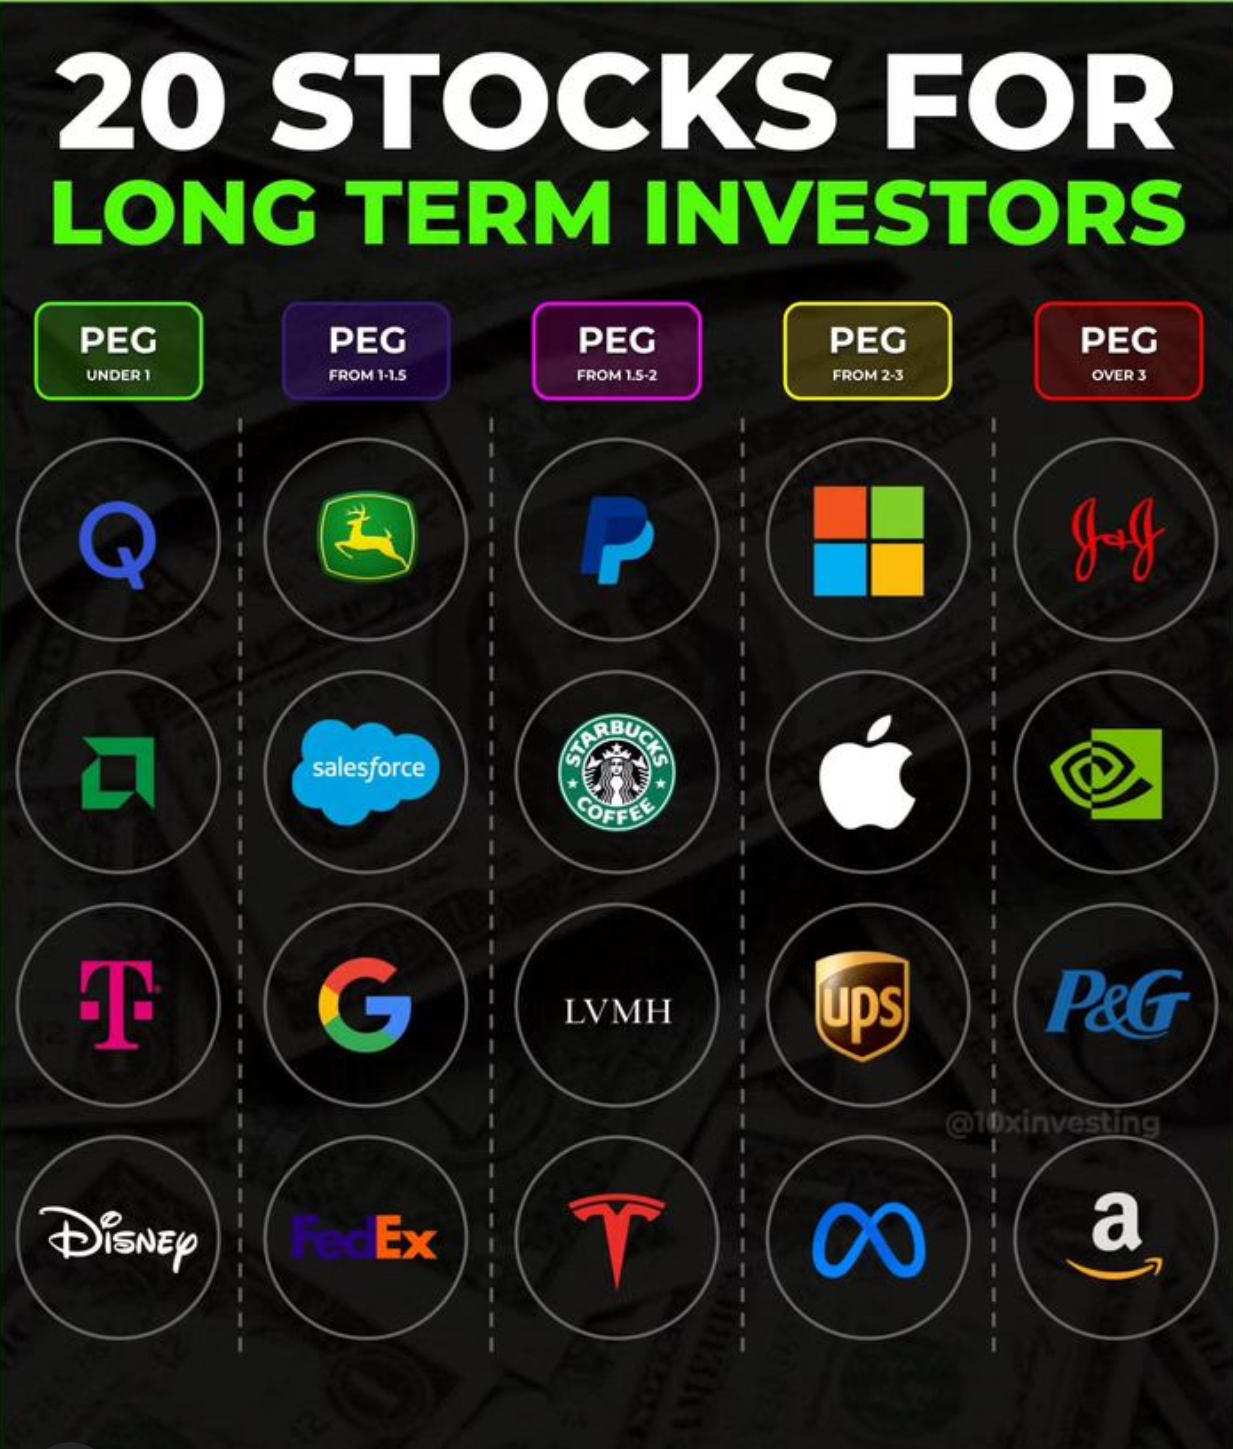 20 STOCKS FOR
LONG TERM INVESTORS
PEG
UNDER 1
PEG
FROM 1-1.5
PEG
FROM 1.5-2
PEG
FROM 2-3
PEG
OVER 3
J&J
salesforce
STARBUCKS
COFFEE
T
G
LVMH
ups
P&G
@10xinvesting
Disney
FedEx
a